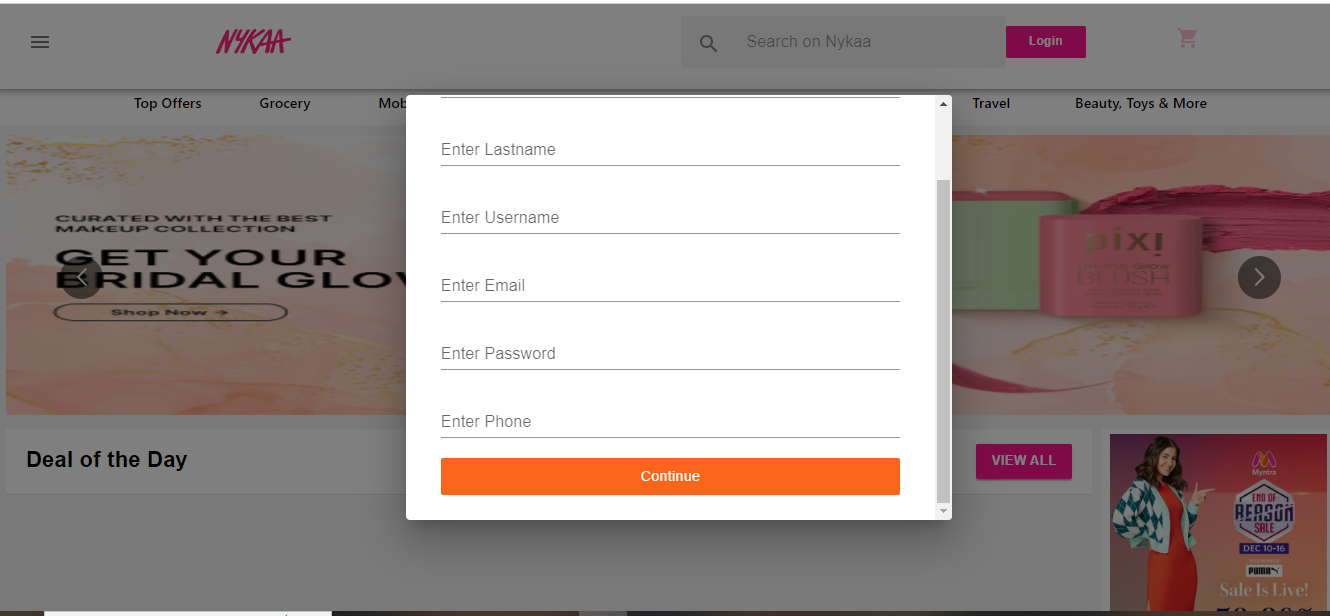 NYKAA
Search on Nykaa
Login
Top Offers
Grocery
Mob
Travel
Beauty, Toys & More
Enter Lastname
Enter Username
Enter Email
Enter Password
Enter Phone
Continue
CURATED WITH THE BEST
MAKEUP COLLECTION
GET YOUR
BRIDAL GLOW
Shop Now →
pixi
BLUSH
Deal of the Day
VIEW ALL
Myntra
END OF
REASON
SALE
DEC 10-16
PUMA
Sale Is Live!